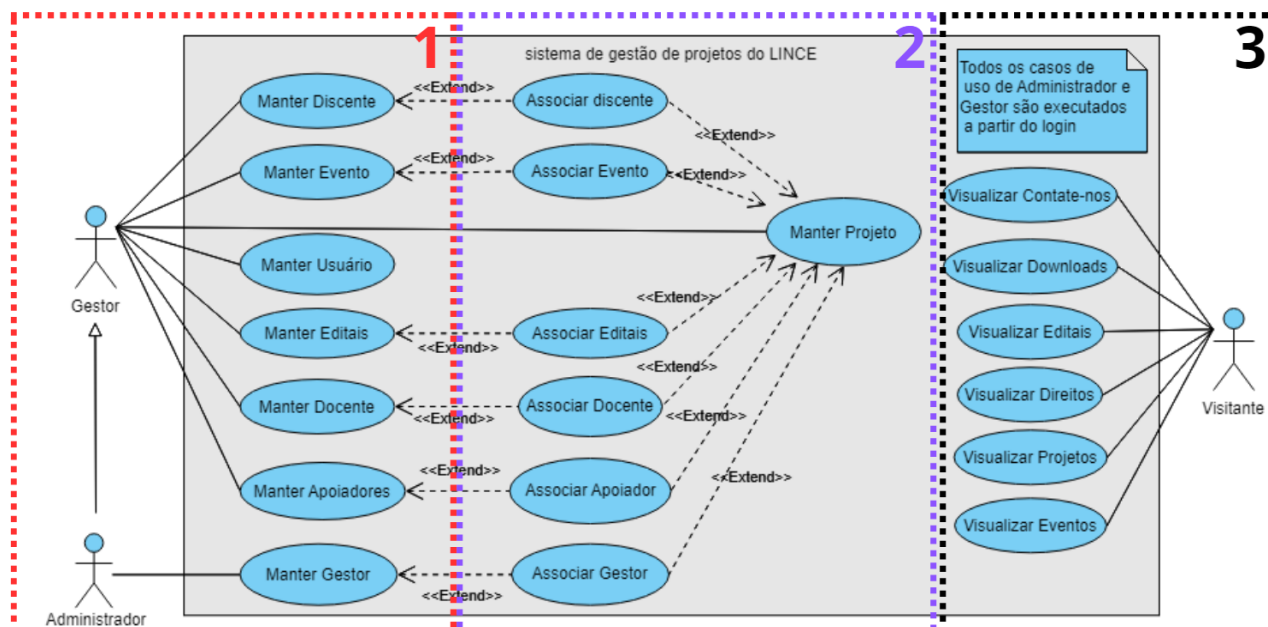 1
2
3
sistema de gestão de projetos do LINCE
Todos os casos de
uso de Administrador e
Gestor são executados
a partir do login
Manter Discente
<<Extend>>
Associar discente
<<Extend>>
Manter Evento
<<Extend>>
Associar Evento
<<Extend>>
Visualizar Contate-nos
Manter Projeto
Manter Usuário
Visualizar Downloads
Gestor
<<Extend>>
Manter Editais
<<Extend>>
Associar Editais
Visualizar Editais
<<Extend>>
Manter Docente
<<Extend>>
Associar Docente
<<Extend>>
Visualizar Direitos
Visitante
Visualizar Projetos
<<Extend>>
Manter Apoiadores
Associar Apoiador
<<Extend>>
Visualizar Eventos
Manter Gestor
<<Extend>>
Associar Gestor
Administrador